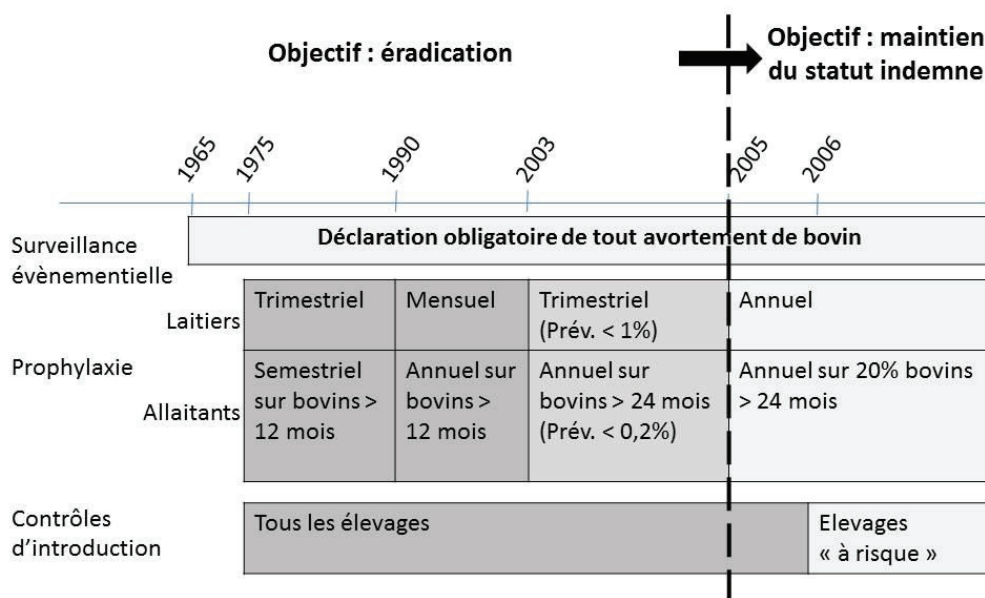 Objectif : éradication
Objectif : maintien
du statut indemne
1965
1975
1990
2003
2005
2006
Surveillance
évènementielle
Déclaration obligatoire de tout avortement de bovin
Prophylaxie
Laitiers
Trimestriel
Mensuel
Trimestriel
(Prév. < 1%)
Annuel
Allaitants
Semestriel
sur bovins >
12 mois
Annuel sur
bovins >
12 mois
Annuel sur
bovins > 24 mois
(Prév. < 0,2%)
Annuel sur 20% bovins
> 24 mois
Contrôles
d'introduction
Tous les élevages
Elevages
« à risque »